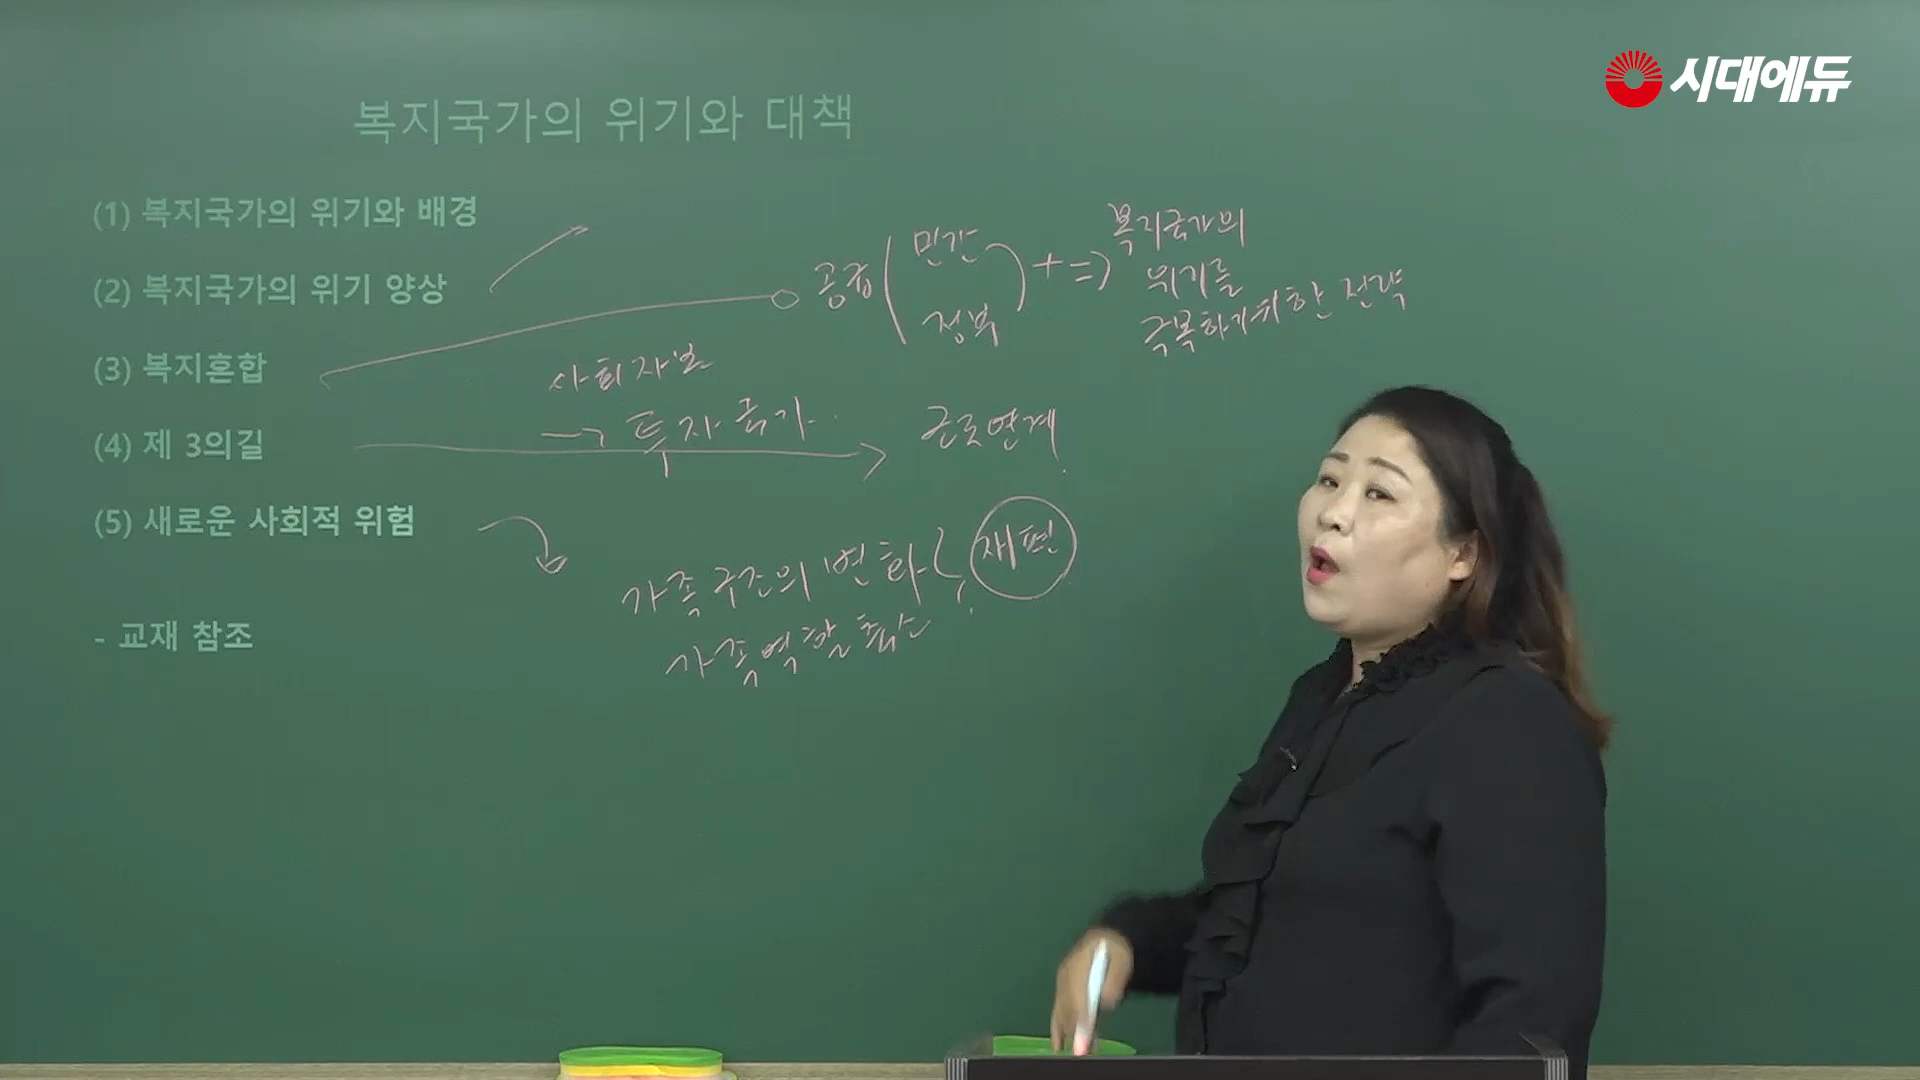 시대에듀
복지국가의 위기와 대책
(1) 복지국가의 위기와 배경
(2) 복지국가의 위기 양상
(3) 복지혼합
(4) 제 3의길
(5) 새로운 사회적 위험
- 교재 참조
공급 ( 민간
정부 ) + ⇒ 복지국가의
위기를
극복하기위한 전략
사회자본
→ 투자국가
근로연계
가족구조의 변화
가족역할 축소
재편